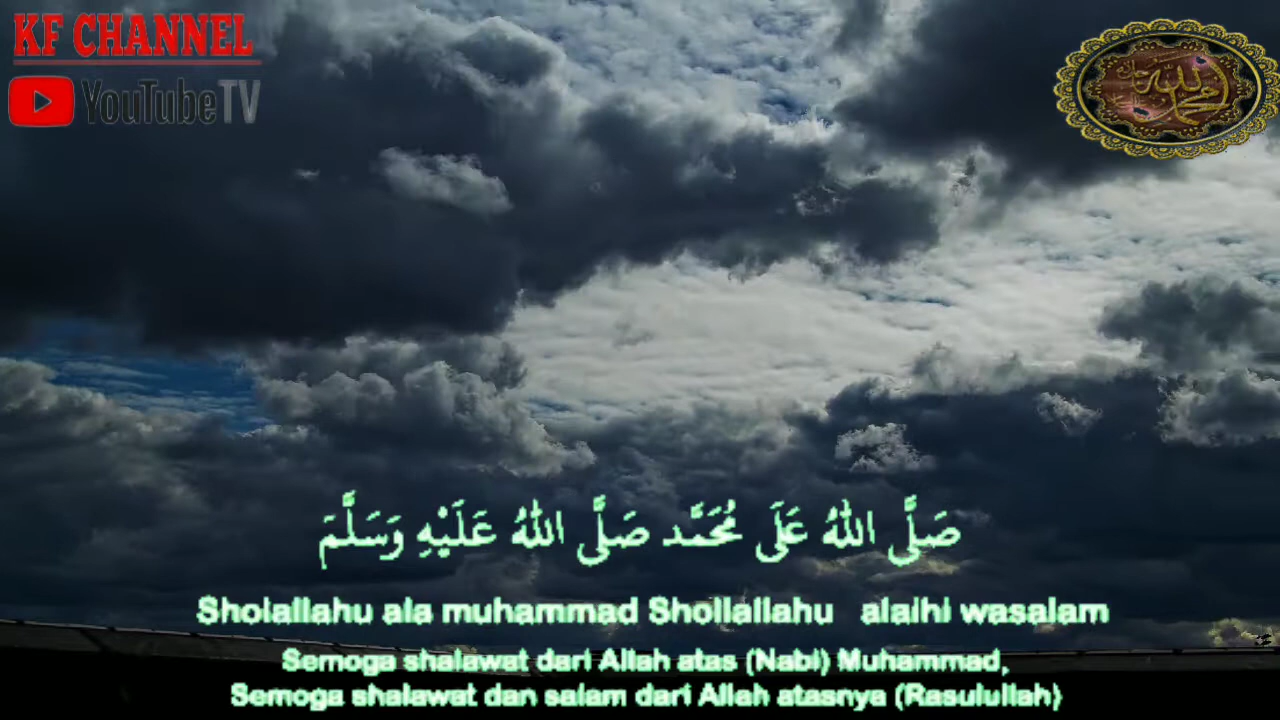 KF CHANNEL
YouTubeTV
صَلَّى اللهُ عَلَى مُحَمَّد صَلَّى اللهُ عَلَيْهِ وَسَلَّمَ
Sholallahu ala muhammad Shollallahu alaihi wasalam
Semoga shalawat dari Allah atas (Nabi) Muhammad,
Semoga shalawat dan salam dari Allah atasnya (Rasulullah)